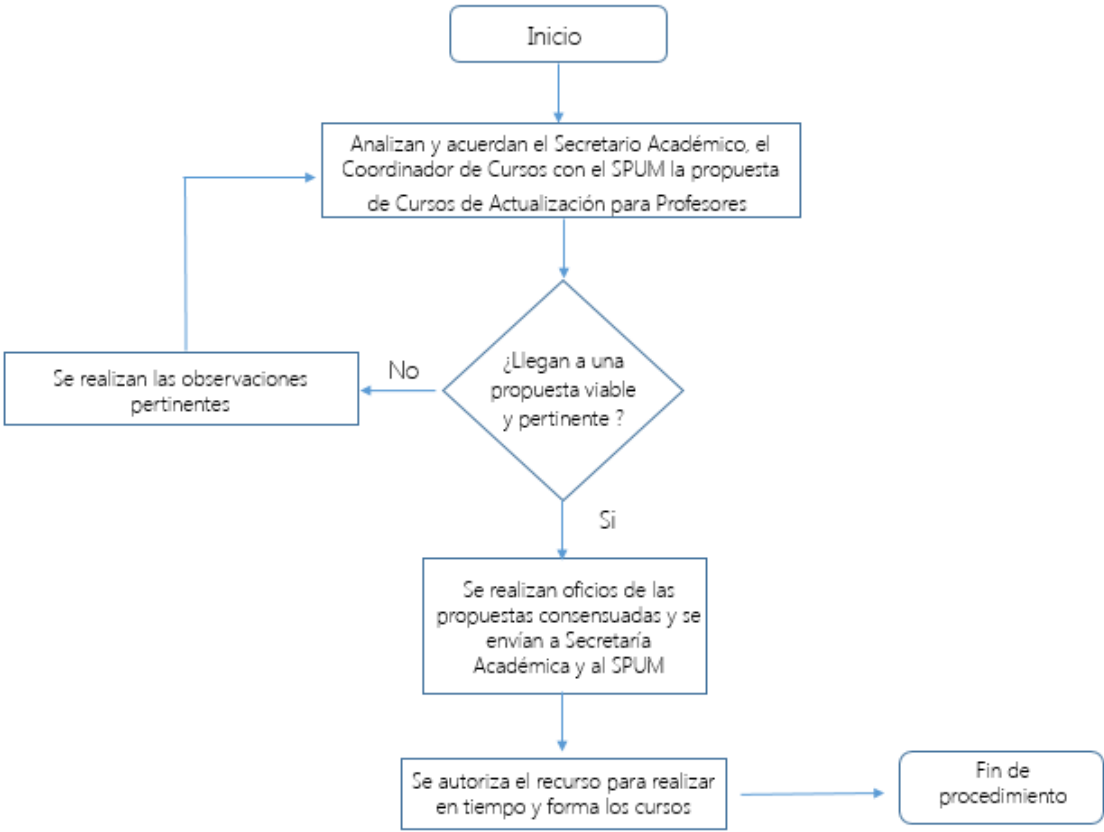 Inicio
Analizan y acuerdan el Secretario Académico, el
Coordinador de Cursos con el SPUM la propuesta
de Cursos de Actualización para Profesores
¿Llegan a una
propuesta viable
y pertinente ?
No
Se realizan las observaciones
pertinentes
Si
Se realizan oficios de las
propuestas consensuadas y se
envían a Secretaría
Académica y al SPUM
Se autoriza el recurso para realizar
en tiempo y forma los cursos
Fin de
procedimiento